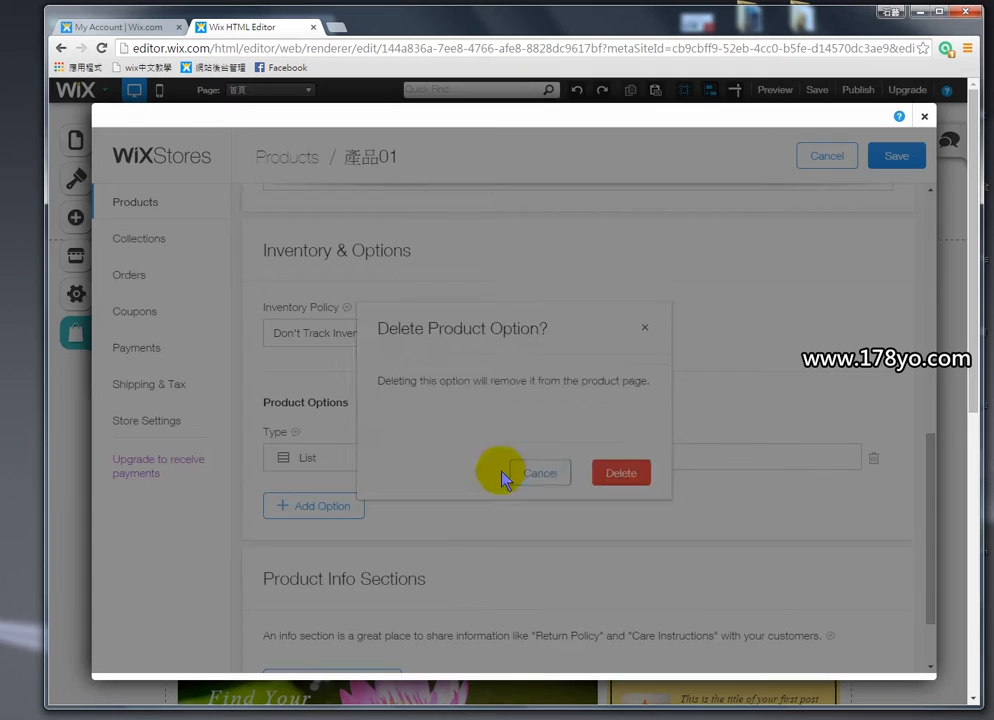 石蓺
My Account | Wix.com
Wix HTML Editor
editor.wix.com/html/editor/web/renderer/edit/144a836a-7ee8-4766-afe8-8828dc9617bf?metaSiteId=cb9cbff9-52eb-4cc0-b5fe-d14570dc3ae9&edi
應用程式
wix中文教學
網站後台管理
Facebook
WiX
Page:
首頁
Quick Find...
Preview
Save
Publish
Upgrade
WiXStores
Products / 產品01
Cancel
Save
Products
Collections
Orders
Coupons
Payments
Shipping & Tax
Store Settings
Upgrade to receive
payments
Inventory & Options
Inventory Policy
Don't Track Inver
Product Options
Type
List
Add Option
Delete Product Option?
Deleting this option will remove it from the product page.
Cancel
Delete
www.178yo.com
Product Info Sections
An info section is a great place to share information like "Return Policy" and "Care Instructions" with your customers.
Find Your
This is the title of your first post